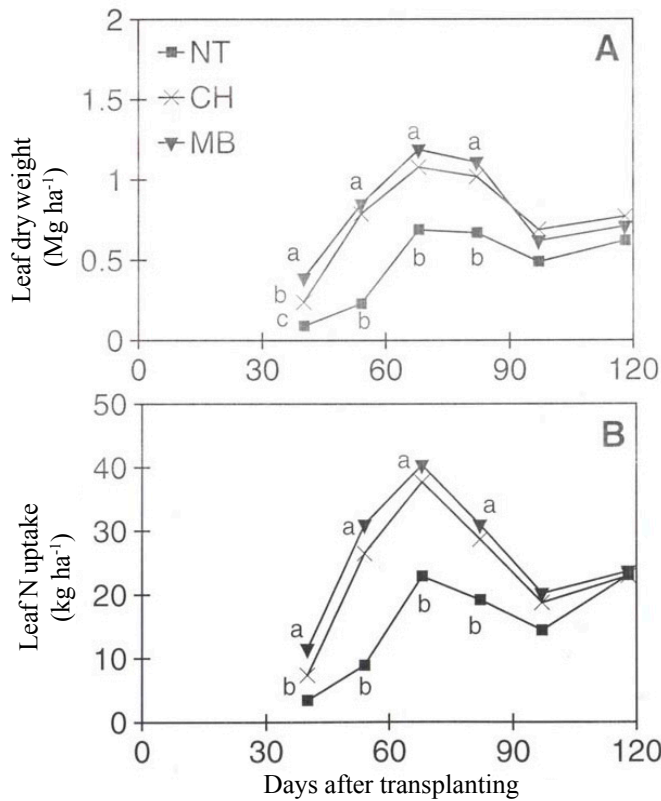 2
A
NT
CH
MB
1.5
1
0.5
0
a
a
a
a
b
c
b
b
b
0 30 60 90 120
Leaf dry weight
(Mg ha⁻¹)
50
B
40
30
20
10
0
a
a
a
a
b
b
b
b
0 30 60 90 120
Leaf N uptake
(kg ha⁻¹)
Days after transplanting